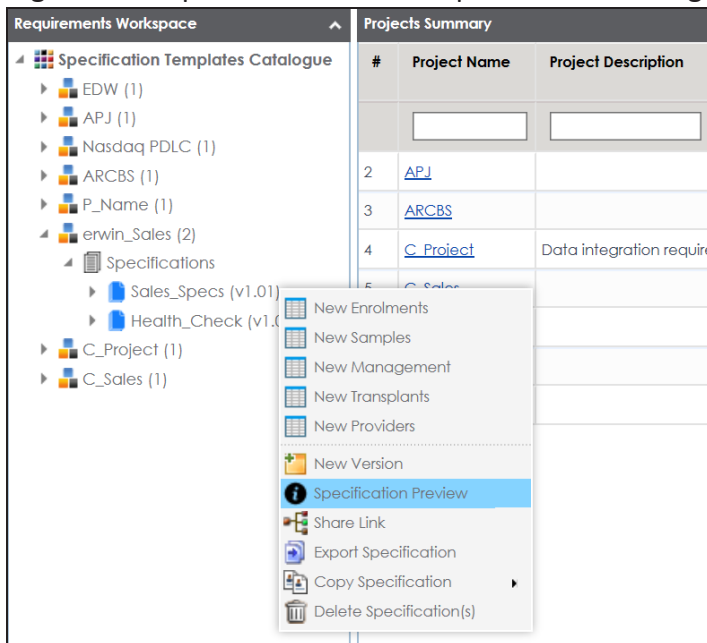 Requirements Workspace
Projects Summary
Specification Templates Catalogue
EDW (1)
APJ (1)
Nasdaq PDLC (1)
ARCBS (1)
P_Name (1)
erwin_Sales (2)
Specifications
Sales_Specs (v1.01)
Health_Check (v1.0
C_Project (1)
C_Sales (1)
# Project Name Project Description
2 APJ
3 ARCBS
4 C_Project Data integration require
5 C_Sales
New Enrolments
New Samples
New Management
New Transplants
New Providers
New Version
Specification Preview
Share Link
Export Specification
Copy Specification
Delete Specification(s)